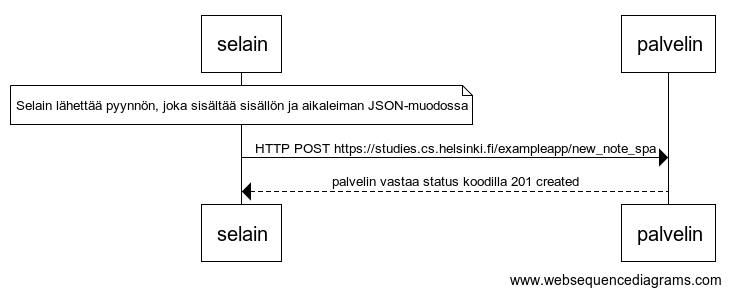 selain
palvelin
Selain lähettää pyynnön, joka sisältää sisällön ja aikaleiman JSON-muodossa
HTTP POST https://studies.cs.helsinki.fi/exampleapp/new_note_spa
palvelin vastaa status koodilla 201 created
selain
palvelin
www.websequencediagrams.com